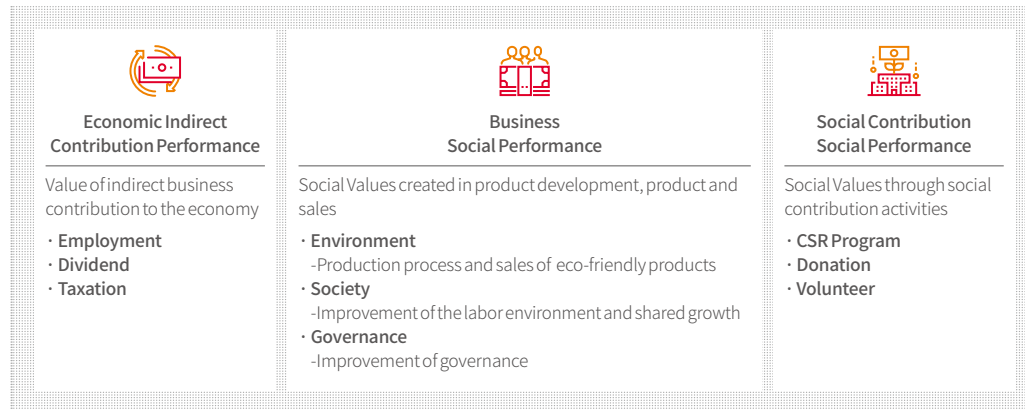 Economic Indirect
Contribution Performance
Value of indirect business
contribution to the economy
· Employment
· Dividend
· Taxation
Business
Social Performance
Social Values created in product development, product and
sales
· Environment
-Production process and sales of eco-friendly products
· Society
-Improvement of the labor environment and shared growth
· Governance
-Improvement of governance
Social Contribution
Social Performance
Social Values through social
contribution activities
· CSR Program
· Donation
· Volunteer